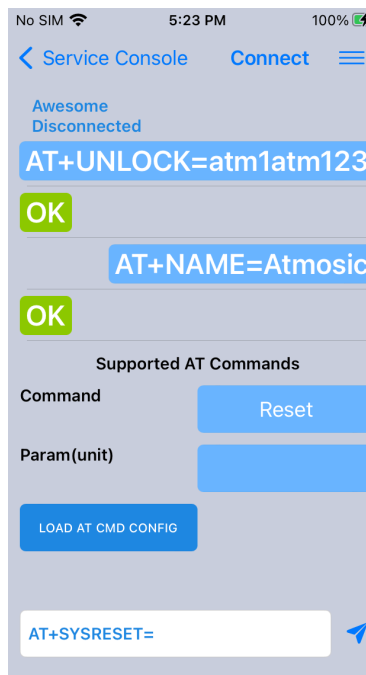 No SIM 5:23 PM 100%
Service Console Connect
Awesome
Disconnected
AT+UNLOCK=atm1atm123
OK
AT+NAME=Atmosic
OK
Supported AT Commands
Command Reset
Param(unit)
LOAD AT CMD CONFIG
AT+SYSRESET=